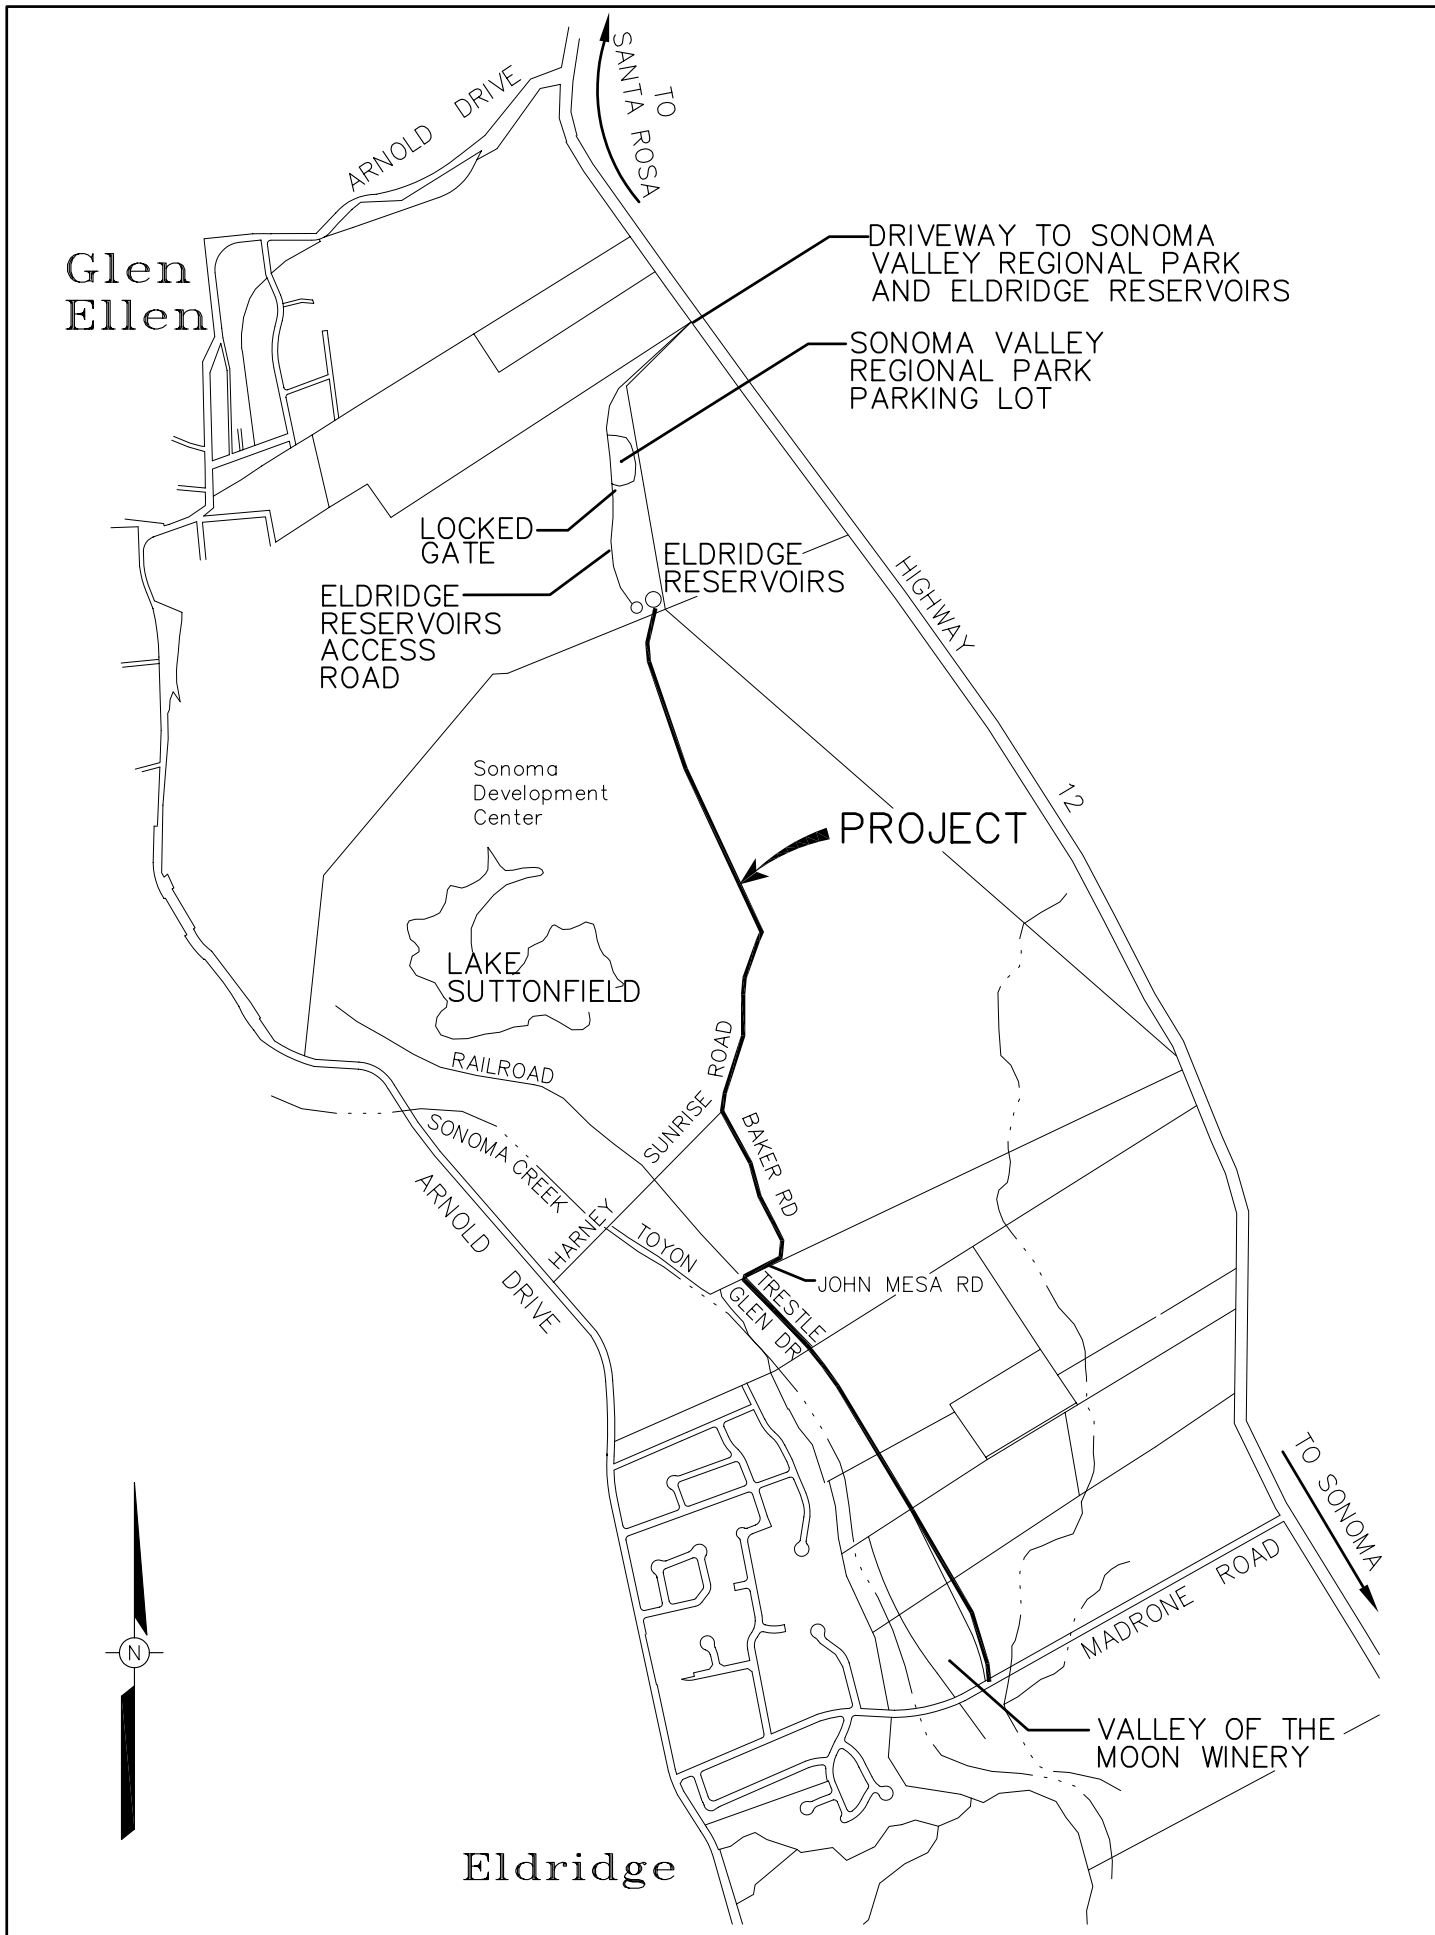 ARNOLD DRIVE
TO
SANTA ROSA
Glen
Ellen
DRIVEWAY TO SONOMA
VALLEY REGIONAL PARK
AND ELDRIDGE RESERVOIRS
SONOMA VALLEY
REGIONAL PARK
PARKING LOT
LOCKED
GATE
ELDRIDGE
RESERVOIRS
ELDRIDGE
RESERVOIRS
ACCESS
ROAD
HIGHWAY 12
Sonoma
Development
Center
PROJECT
LAKE
SUTTONFIELD
RAILROAD
SUNRISE ROAD
BAKER RD
SONOMA CREEK
ARNOLD DRIVE
HARNEY
TOYON
JOHN MESA RD
TRESTLE
GLEN DR
TO SONOMA
MADRONE ROAD
N
VALLEY OF THE
MOON WINERY
Eldridge